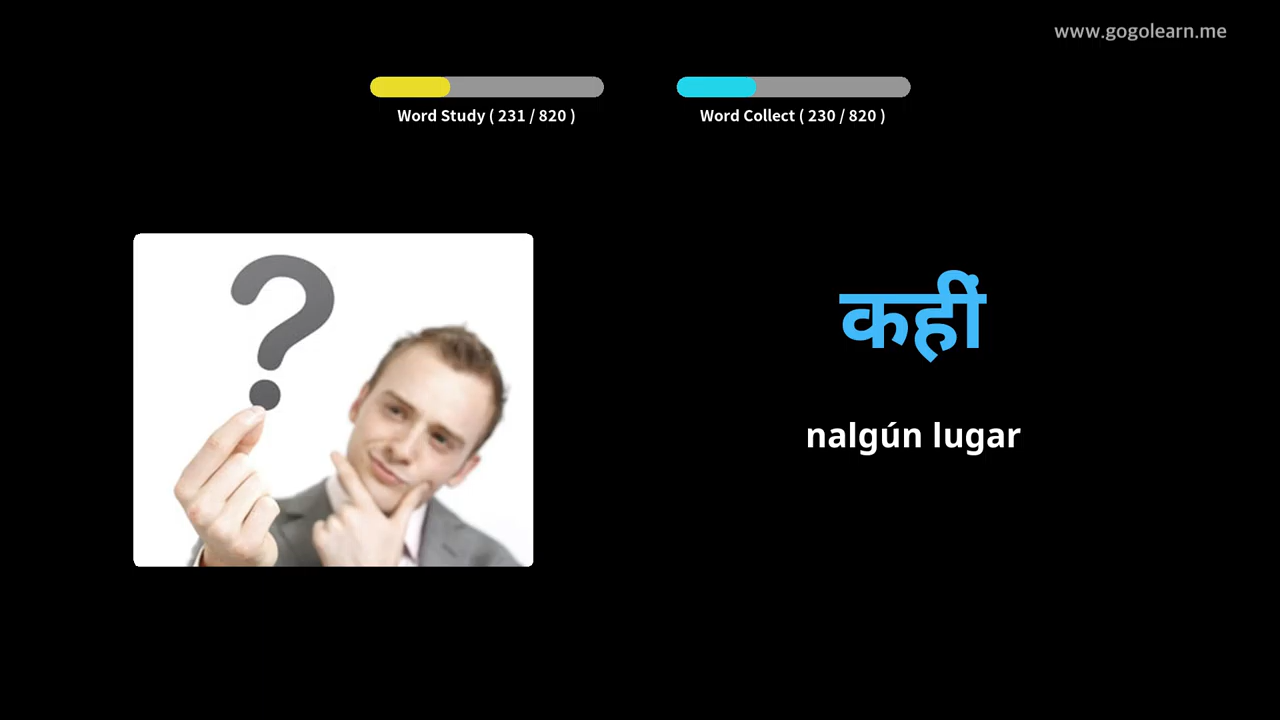 www.gogolearn.me
Word Study ( 231 / 820 )
Word Collect ( 230 / 820 )
कहीं
nalgún lugar